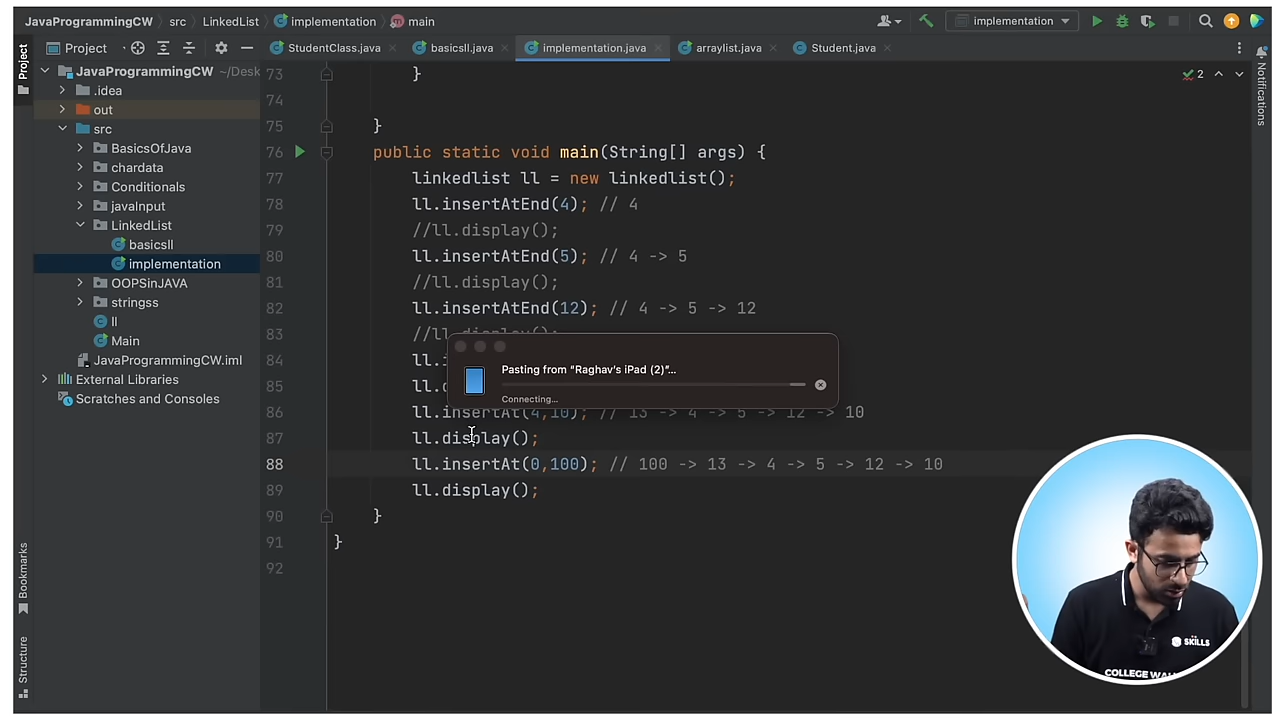 JavaProgrammingCW src LinkedList implementation main
implementation
Project
StudentClass.java basicsll.java implementation.java arraylist.java Student.java
Project
Notifications
Bookmarks
Structure
JavaProgrammingCW ~/Desk
.idea
out
src
BasicsOfJava
chardata
Conditionals
javaInput
LinkedList
basicsll
implementation
OOPSinJAVA
stringss
ll
Main
JavaProgrammingCW.iml
External Libraries
Scratches and Consoles
2
73 }
74
75 }
76 public static void main(String[] args) {
77 linkedlist ll = new linkedlist();
78 ll.insertAtEnd(4); // 4
79 //ll.display();
80 ll.insertAtEnd(5); // 4 -> 5
81 //ll.display();
82 ll.insertAtEnd(12); // 4 -> 5 -> 12
83 //ll.display();
84 ll.
85 ll.
86 ll.insertAt(4,10); // 13 -> 4 -> 5 -> 12 -> 10
87 ll.display();
88 ll.insertAt(0,100); // 100 -> 13 -> 4 -> 5 -> 12 -> 10
89 ll.display();
90 }
91 }
92
Pasting from “Raghav’s iPad (2)”...
Connecting...
SKILLS
COLLEGE